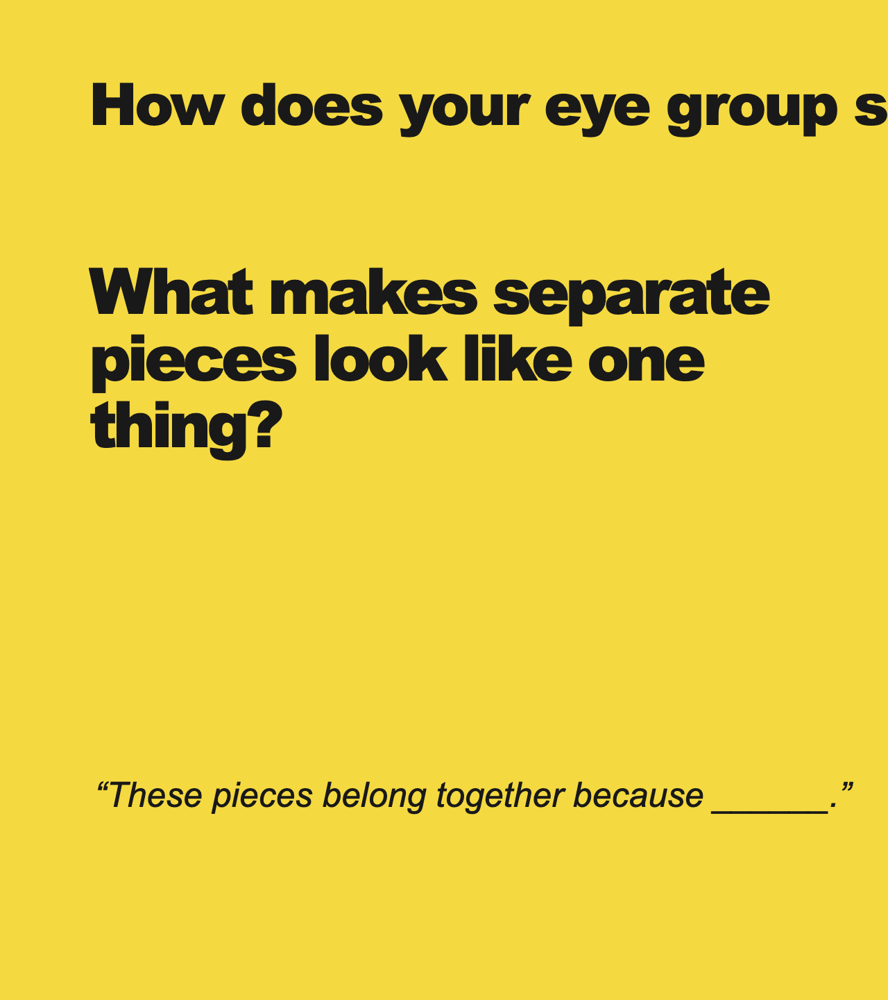 How does your eye group s
What makes separate
pieces look like one
thing?
“These pieces belong together because ______.”